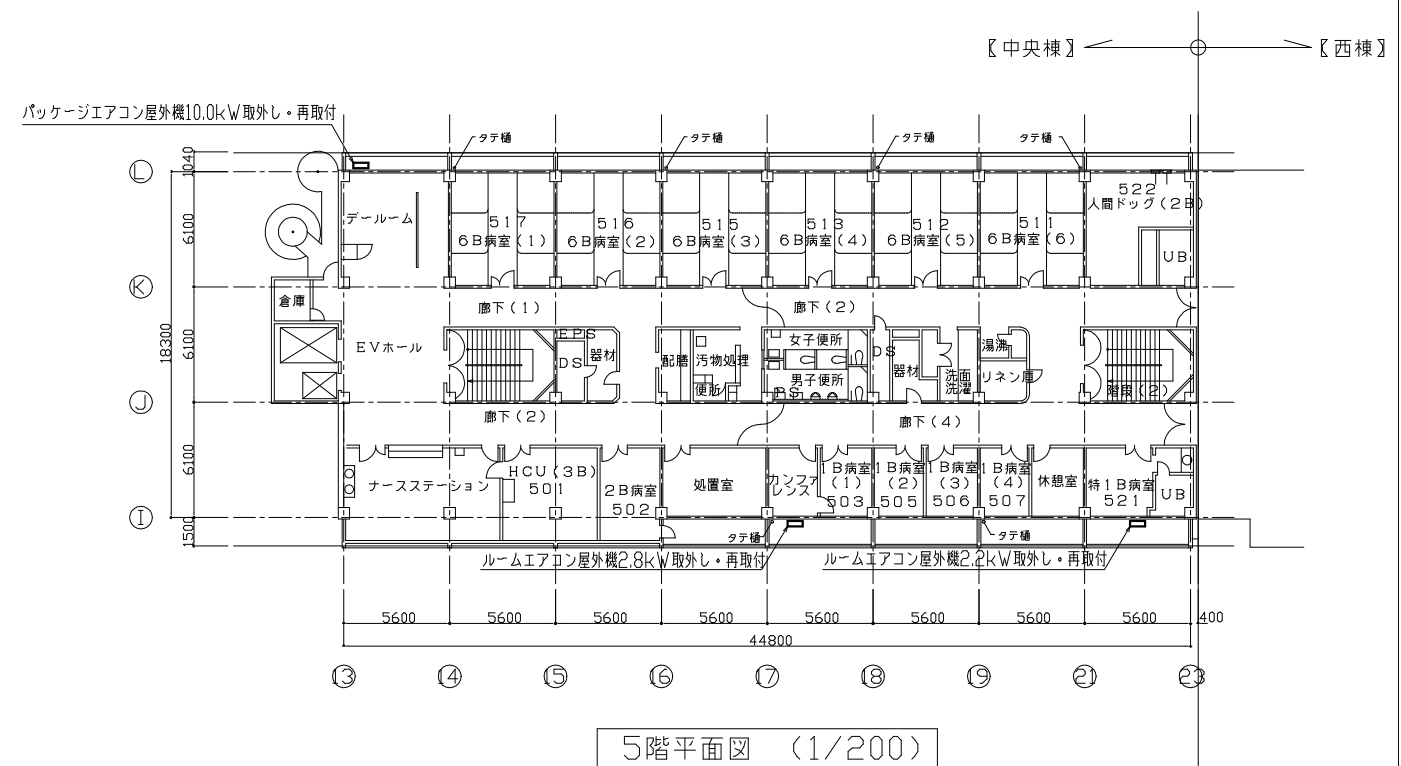 【中央棟】
【西棟】
パッケージエアコン屋外機10.0kW取外し・再取付
タテ樋
タテ樋
タテ樋
タテ樋
L
K
J
I
1040
6100
6100
6100
1500
18300
デールーム
517
6B病室(1)
516
6B病室(2)
515
6B病室(3)
513
6B病室(4)
512
6B病室(5)
511
6B病室(6)
522
人間ドッグ(2B)
UB
倉庫
廊下(1)
廊下(2)
EVホール
EPS
DS
器材
配膳
汚物処理
便所
女子便所
男子便所
PS
DS
器材
洗面
洗濯
湯沸
リネン庫
階段(2)
廊下(2)
廊下(4)
ナースステーション
HCU(3B)
501
2B病室
502
処置室
カンファ
レンス
1B病室
(1)
503
1B病室
(2)
505
1B病室
(3)
506
1B病室
(4)
507
休憩室
特1B病室
521
UB
タテ樋
タテ樋
ルームエアコン屋外機2.8kW取外し・再取付
ルームエアコン屋外機2.2kW取外し・再取付
5600
5600
5600
5600
5600
5600
5600
5600
400
44800
13
14
15
16
17
18
19
21
23
5階平面図 (1/200)